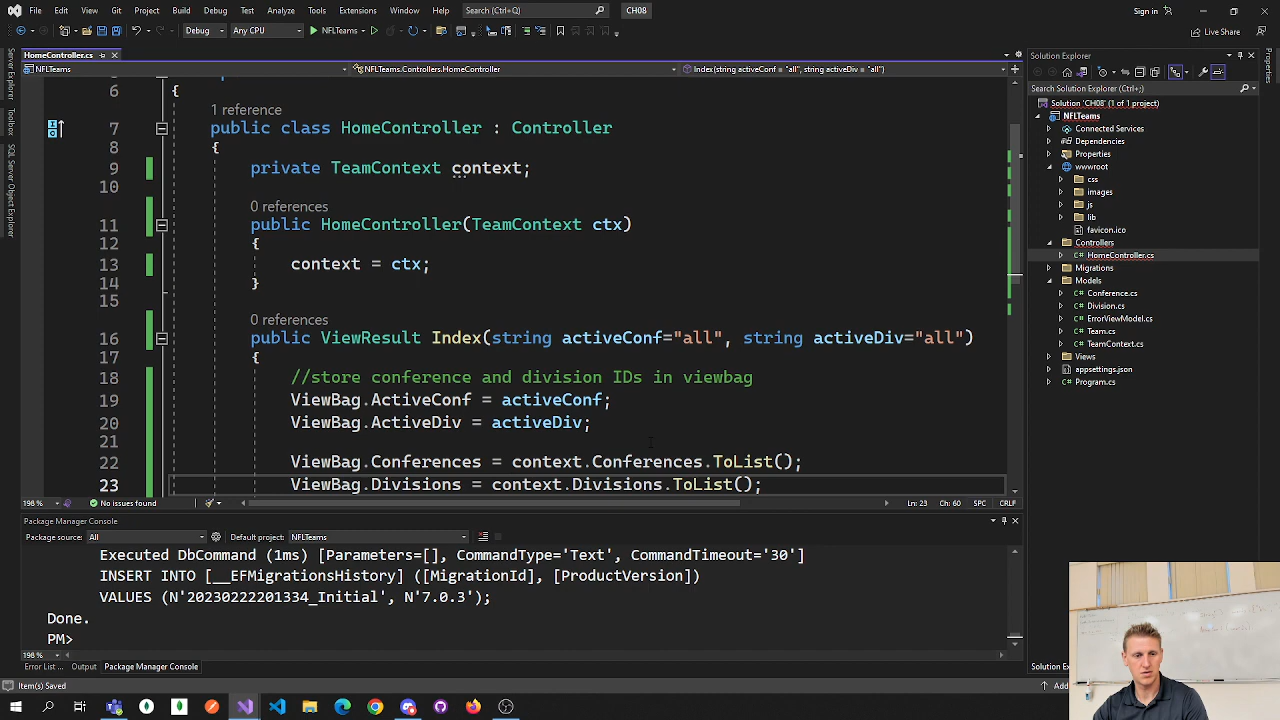 File Edit View Git Project Build Debug Test Analyze Tools Extensions Window Help Search (Ctrl+Q) CH08 Sign in
Debug Any CPU NFLTeams Live Share
HomeController.cs
NFLTeams NFLTeams.Controllers.HomeController Index(string activeConf="all", string activeDiv="all")
Server Explorer
Toolbox
SQL Server Object Explorer
6 {
1 reference
7 public class HomeController : Controller
8 {
9 private TeamContext context;
10
0 references
11 public HomeController(TeamContext ctx)
12 {
13 context = ctx;
14 }
15
0 references
16 public ViewResult Index(string activeConf="all", string activeDiv="all")
17 {
18 //store conference and division IDs in viewbag
19 ViewBag.ActiveConf = activeConf;
20 ViewBag.ActiveDiv = activeDiv;
21
22 ViewBag.Conferences = context.Conferences.ToList();
23 ViewBag.Divisions = context.Divisions.ToList();
198 % No issues found Ln: 23 Ch: 60 SPC CRLF
Package Manager Console
Package source: All Default project: NFLTeams
Executed DbCommand (1ms) [Parameters=[], CommandType='Text', CommandTimeout='30']
INSERT INTO [__EFMigrationsHistory] ([MigrationId], [ProductVersion])
VALUES (N'20230222201334_Initial', N'7.0.3');
Done.
PM>
198 %
Error List ... Output Package Manager Console
Item(s) Saved
Solution Explorer
Search Solution Explorer (Ctrl+;)
Solution 'CH08' (1 of 1 project)
NFLTeams
Connected Services
Dependencies
Properties
wwwroot
css
images
js
lib
favicon.ico
Controllers
HomeController.cs
Migrations
Models
Conference.cs
Division.cs
ErrorViewModel.cs
Team.cs
TeamContext.cs
Views
appsettings.json
Program.cs
Properties